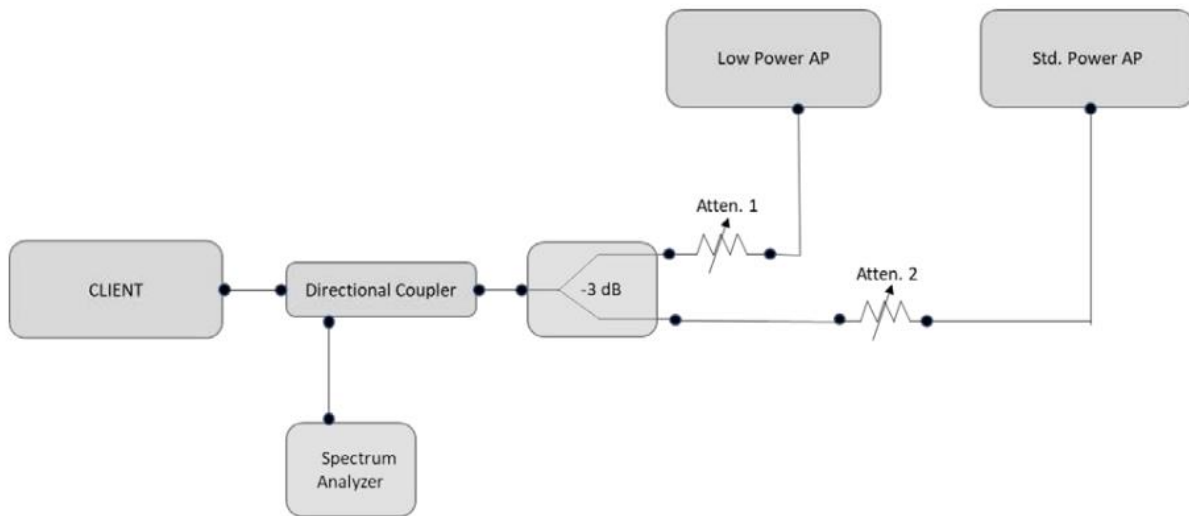 Low Power AP
Std. Power AP
Atten. 1
Atten. 2
CLIENT
Directional Coupler
-3 dB
Spectrum
Analyzer